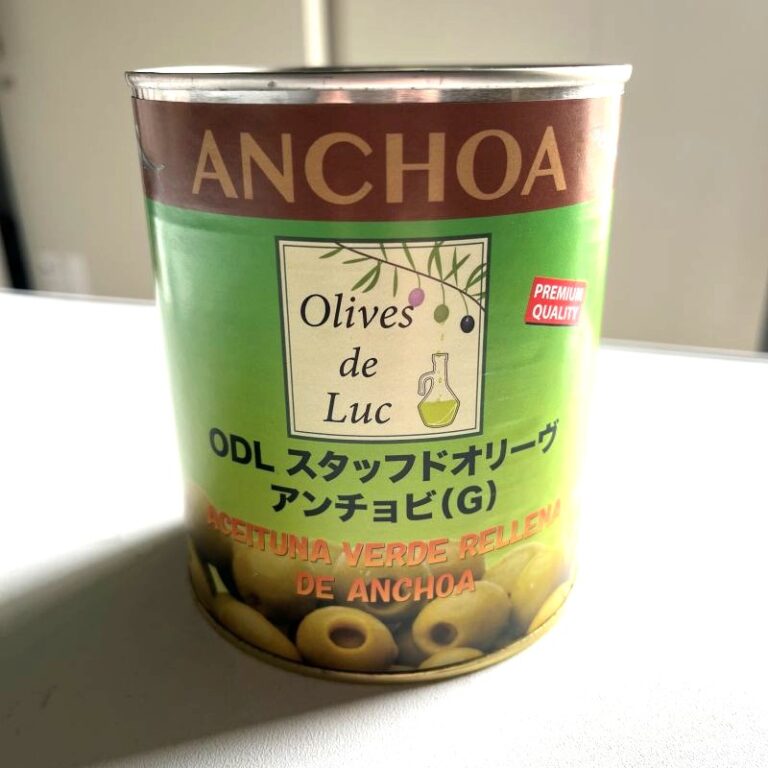 ANCHOA
Olives
de
Luc
PREMIUM
QUALITY
ODL スタッフドオリーヴ
アンチョビ(G)
ACEITUNA VERDE RELLENA
DE ANCHOA